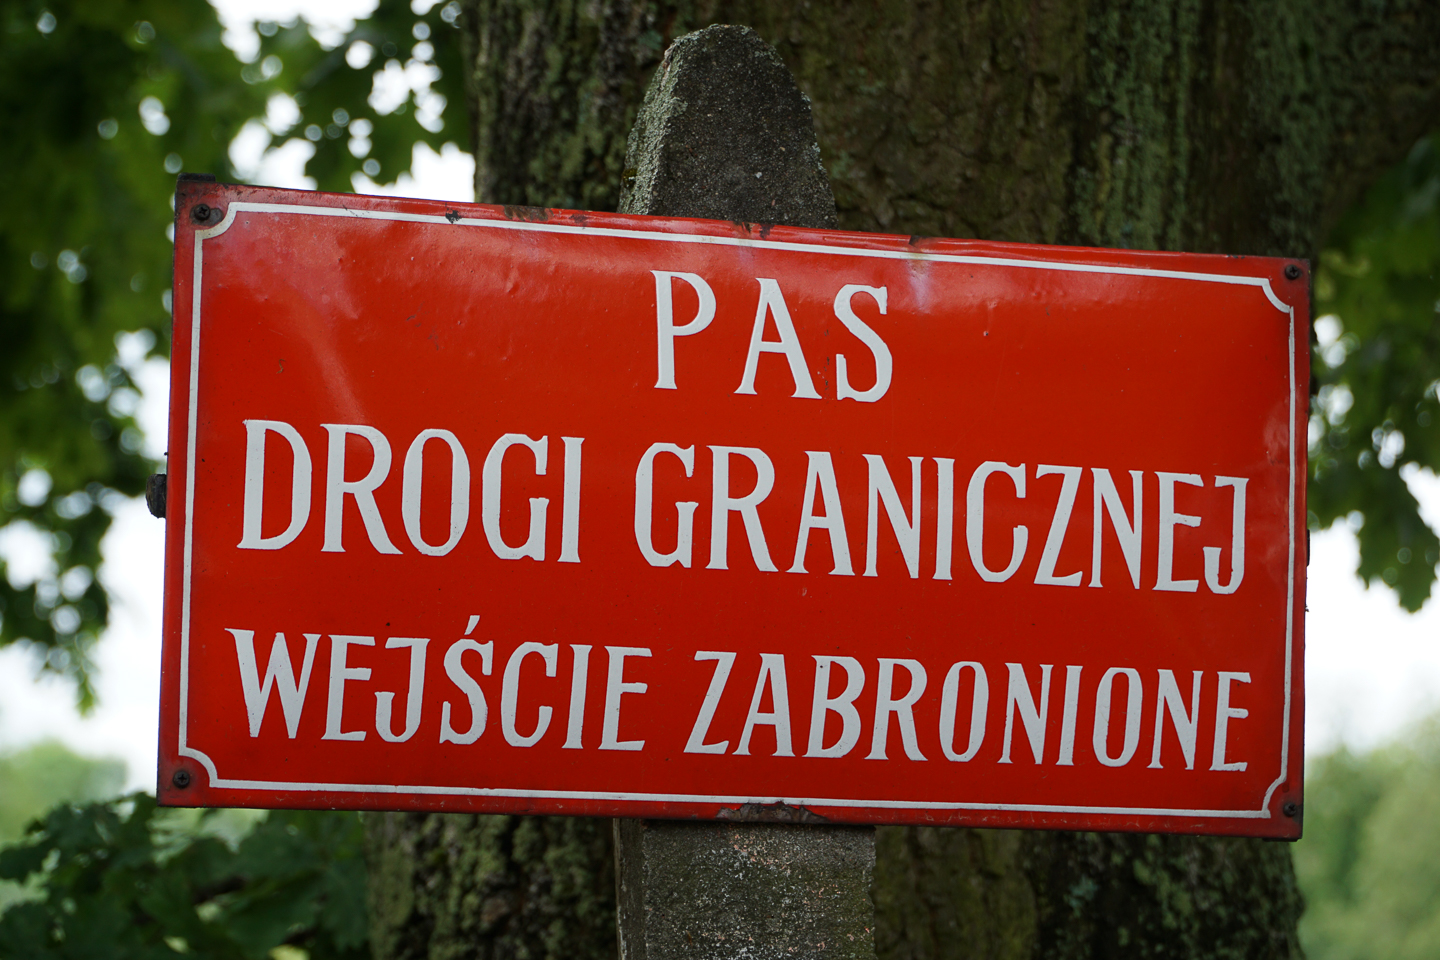 PAS
DROGI GRANICZNEJ
WEJŚCIE ZABRONIONE